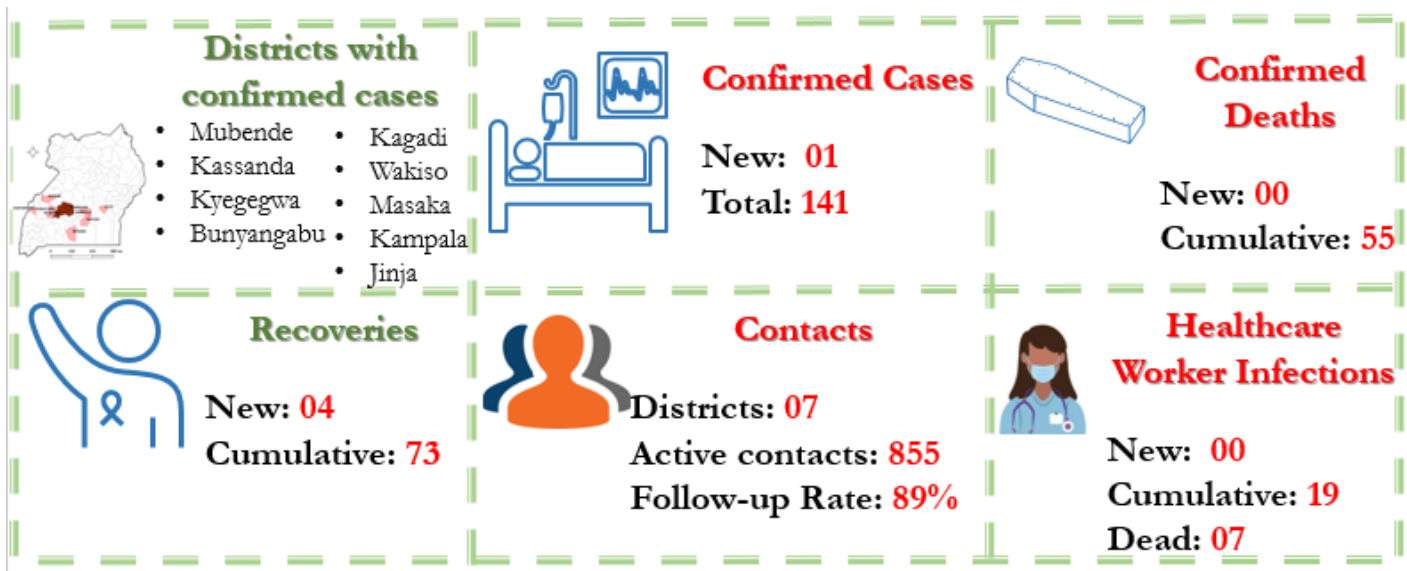 Districts with
confirmed cases
• Mubende
• Kassanda
• Kyegegwa
• Bunyangabu
• Kagadi
• Wakiso
• Masaka
• Kampala
• Jinja
Confirmed Cases
New: 01
Total: 141
Confirmed
Deaths
New: 00
Cumulative: 55
Recoveries
New: 04
Cumulative: 73
Contacts
Districts: 07
Active contacts: 855
Follow-up Rate: 89%
Healthcare
Worker Infections
New: 00
Cumulative: 19
Dead: 07